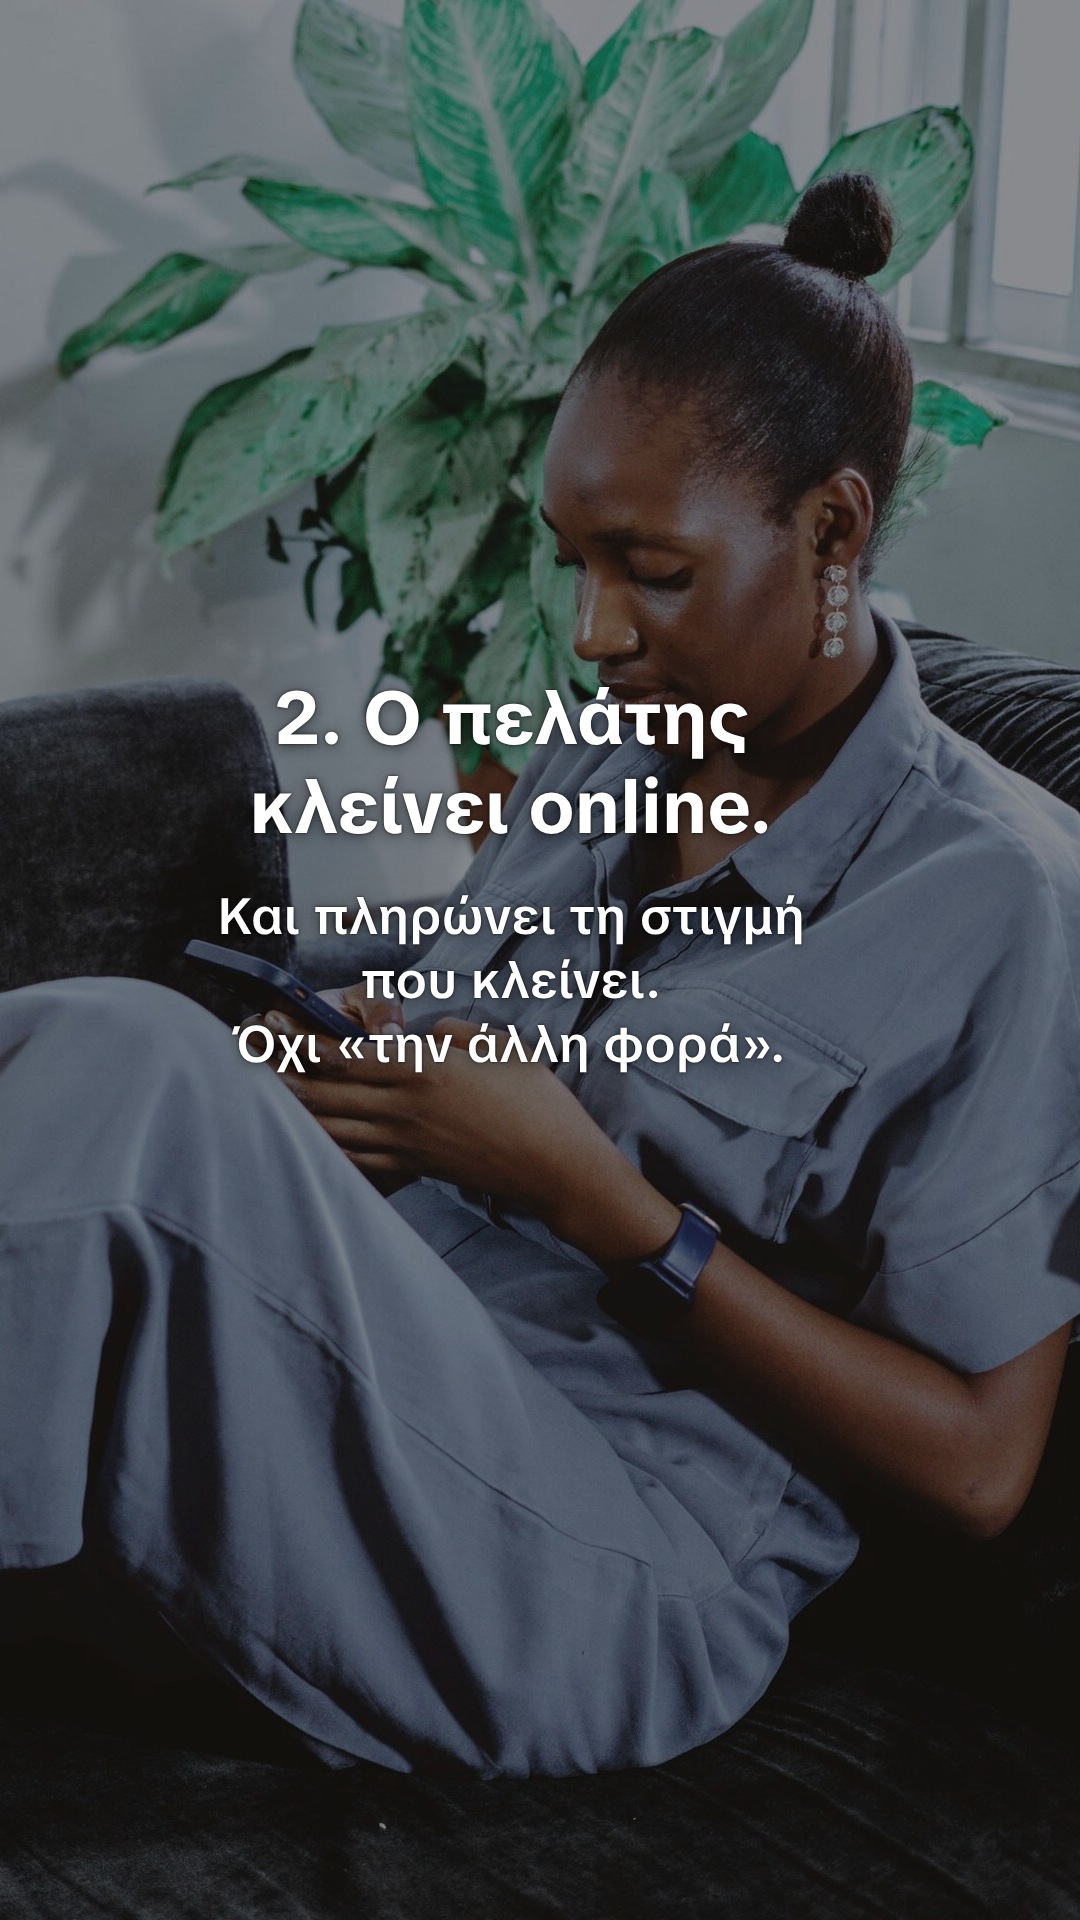 2. Ο πελάτης
κλείνει online.
Και πληρώνει τη στιγμή
που κλείνει.
Όχι «την άλλη φορά».